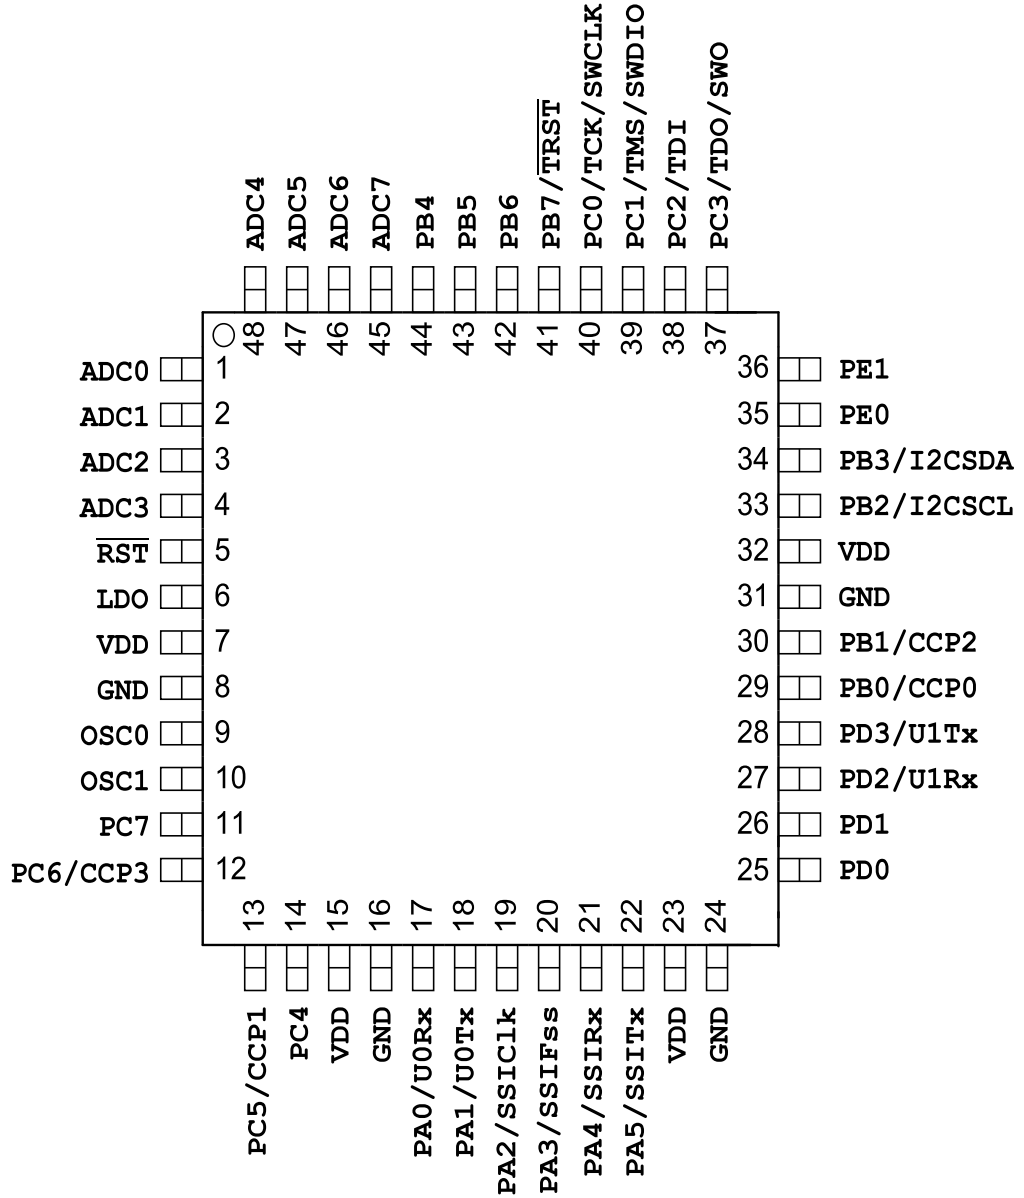 ADC4
ADC5
ADC6
ADC7
PB4
PB5
PB6
PB7/TRST
PC0/TCK/SWCLK
PC1/TMS/SWDIO
PC2/TDI
PC3/TDO/SWO
48
47
46
45
44
43
42
41
40
39
38
37
ADC0 1
ADC1 2
ADC2 3
ADC3 4
RST 5
LDO 6
VDD 7
GND 8
OSC0 9
OSC1 10
PC7 11
PC6/CCP3 12
36 PE1
35 PE0
34 PB3/I2CSDA
33 PB2/I2CSCL
32 VDD
31 GND
30 PB1/CCP2
29 PB0/CCP0
28 PD3/U1Tx
27 PD2/U1Rx
26 PD1
25 PD0
13
14
15
16
17
18
19
20
21
22
23
24
PC5/CCP1
PC4
VDD
GND
PA0/U0Rx
PA1/U0Tx
PA2/SSIClk
PA3/SSIFss
PA4/SSIRx
PA5/SSITx
VDD
GND